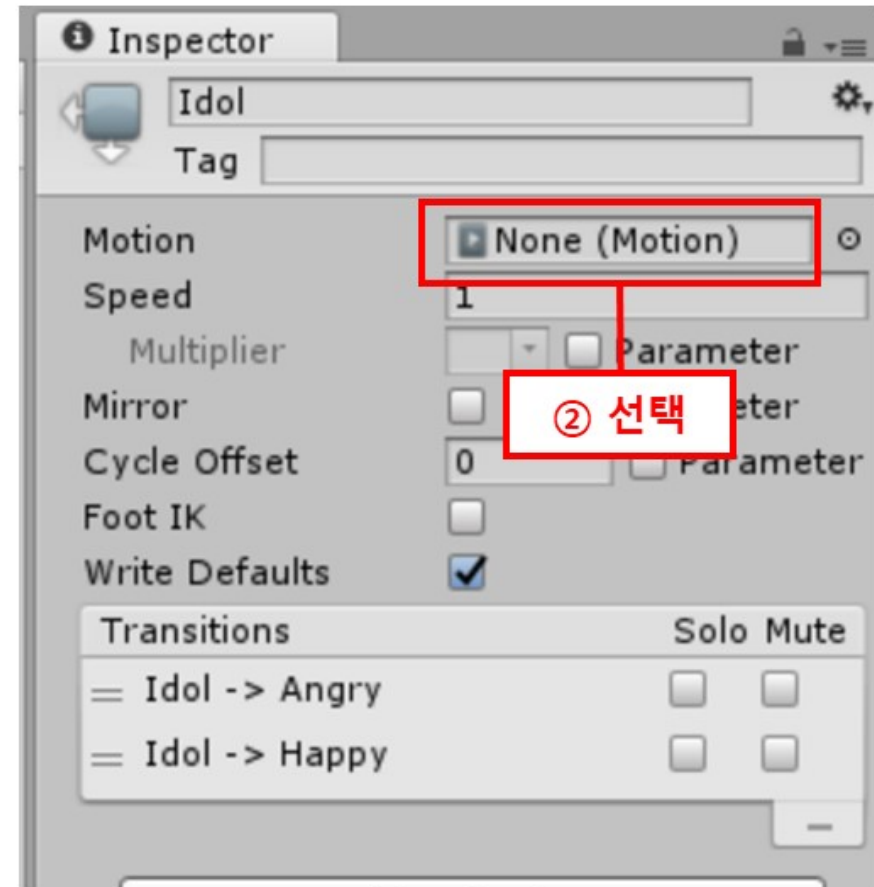 Inspector
Idol
Tag
Motion None (Motion)
Speed 1
Multiplier Parameter
Mirror eter
② 선택
Cycle Offset 0 Parameter
Foot IK
Write Defaults
Transitions Solo Mute
= Idol -> Angry
= Idol -> Happy